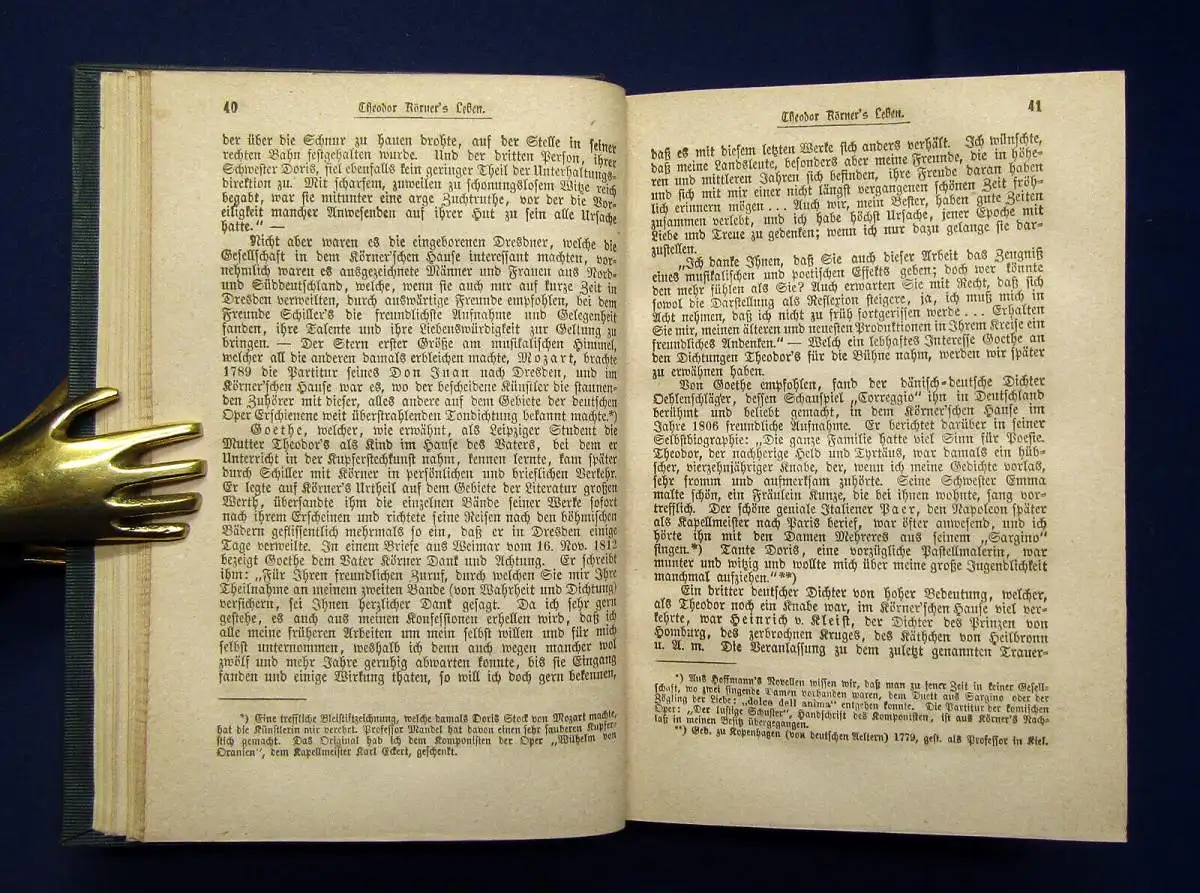 40
Theodor Körner's Leben.
der über die Schnur zu hauen drohte, auf der Stelle in seiner
rechten Bahn festgehalten wurde. Und der dritten Person, ihrer
Schwester Doris, fiel ebenfalls kein geringer Theil der Unterhaltungs-
direktion zu. Mit scharfem, zuweilen zu schonungslosem Witze reich
begabt, war sie mitunter eine arge Zuchtruthe, vor der die Vor-
eiligkeit mancher Anwesenden auf ihrer Hut zu sein alle Ursache
hatte.“ —
Nicht aber waren es die eingeborenen Dresdner, welche die
Gesellschaft in dem Körner'schen Hause interessant machten, vor-
nehmlich waren es ausgezeichnete Männer und Frauen aus Nord-
und Süddeutschland, welche, wenn sie auch nur auf kurze Zeit in
Dresden verweilten, durch auswärtige Freunde empfohlen, bei dem
Freunde Schiller's die freundlichste Aufnahme und Gelegenheit
fanden, ihre Talente und ihre Liebenswürdigkeit zur Geltung zu
bringen. — Der Stern erster Größe am musikalischen Himmel,
welcher all die anderen damals erbleichen machte, Mozart, brachte
1789 die Partitur seines Don Juan nach Dresden, und im
Körner'schen Hause war es, wo der bescheidene Künstler die staunen-
den Zuhörer mit dieser, alles andere auf dem Gebiete der deutschen
Oper Erschienene weit überstrahlenden Tondichtung bekannt machte.*)
Goethe, welcher, wie erwähnt, als Leipziger Student die
Mutter Theodor's als Kind im Hause des Vaters, bei dem er
Unterricht in der Kupferstechkunst nahm, kennen lernte, kam später
durch Schiller mit Körner in persönlichen und brieflichen Verkehr.
Er legte auf Körner's Urtheil auf dem Gebiete der Literatur großen
Werth, übersandte ihm die einzelnen Bände seiner Werke sofort
nach ihrem Erscheinen und richtete seine Reisen nach den böhmischen
Bädern geflissentlich mehrmals so ein, daß er in Dresden einige
Tage verweilte. In einem Briefe aus Weimar vom 16. Nov. 1812
bezeigt Goethe dem Vater Körner Dank und Achtung. Er schreibt
ihm: „Für Ihren freundlichen Zuruf, durch welchen Sie mir Ihre
Theilnahme an meinem zweiten Bande (von Wahrheit und Dichtung)
versichern, sei Ihnen herzlicher Dank gesagt. Da ich sehr gern
gestehe, es auch aus meinen Konfessionen erhellen wird, daß ich
alle meine früheren Arbeiten um mein selbst willen und für mich
selbst unternommen, weshalb ich denn auch wegen mancher wol
zwölf und mehr Jahre geruhig abwarten konnte, bis sie Eingang
fanden und einige Wirkung thaten, so will ich doch gern bekennen,
*) Eine treffliche Bleistiftzeichnung, welche damals Doris Stock von Mozart machte,
hat die Künstlerin mir verehrt. Professor Mandel hat davon einen sehr sauberen Kupfer-
stich gemacht. Das Original hab ich dem Komponisten der Oper „Wilhelm von
Oranien“, dem Kapellmeister Karl Eckert, geschenkt.
Theodor Körner's Leben.
41
daß es mit diesem letzten Werke sich anders verhält. Ich wünschte,
daß meine Landsleute, besonders aber meine Freunde, die in höhe-
ren und mittleren Jahren sich befinden, ihre Freude daran haben
und sich mit mir einer nicht längst vergangenen schönen Zeit fröh-
lich erinnern mögen... Auch wir, mein Bester, haben gute Zeiten
zusammen verlebt, und ich habe höchst Ursache, jener Epoche mit
Liebe und Treue zu gedenken; wenn ich nur dazu gelange sie dar-
zustellen.
„Ich danke Ihnen, daß Sie auch dieser Arbeit das Zeugniß
eines musikalischen und poetischen Effekts geben; doch wer könnte
den mehr fühlen als Sie? Auch erwarten Sie mit Recht, daß sich
sowol die Darstellung als Reflexion steigere, ja, ich muß mich in
Acht nehmen, daß ich nicht zu früh fortgerissen werde... Erhalten
Sie mir, meinen älteren und neuesten Produktionen in Ihrem Kreise ein
freundliches Andenken.“ — Welch ein lebhaftes Interesse Goethe an
den Dichtungen Theodor's für die Bühne nahm, werden wir später
zu erwähnen haben.
Von Goethe empfohlen, fand der dänisch-deutsche Dichter
Oehlenschläger, dessen Schauspiel „Correggio“ ihn in Deutschland
berühmt und beliebt gemacht, in dem Körner'schen Hause im
Jahre 1806 freundliche Aufnahme. Er berichtet darüber in seiner
Selbstbiographie: „Die ganze Familie hatte viel Sinn für Poesie.
Theodor, der nachherige Held und Tyrtäus, war damals ein hüb-
scher, vierzehnjähriger Knabe, der, wenn ich meine Gedichte vorlas,
sehr fromm und aufmerksam zuhörte. Seine Schwester Emma
malte schön, ein Fräulein Kunze, die bei ihnen wohnte, sang vor-
trefflich. Der schöne geniale Italiener Paer, den Napoleon später
als Kapellmeister nach Paris berief, war öfter anwesend, und ich
hörte ihn mit den Damen Mehreres aus seinem „Sargino“
singen.*) Tante Doris, eine vorzügliche Pastellmalerin, war
munter und witzig und wollte mich über meine große Jugendlichkeit
manchmal aufziehen.“**)
Ein dritter deutscher Dichter von hoher Bedeutung, welcher,
als Theodor noch ein Knabe war, im Körner'schen Hause viel ver-
kehrte, war Heinrich v. Kleist, der Dichter des Prinzen von
Homburg, des zerbrochnen Kruges, des Käthchen von Heilbronn
u. A. m. Die Veranlassung zu dem zuletzt genannten Trauer-
*) Aus Hoffmann's Novellen wissen wir, daß man zu jener Zeit in keiner Gesell-
schaft, wo zwei singende Damen vorhanden waren, dem Duett aus Sargino oder der
Zögling der Liebe: „dolce dell anima“ entgehen konnte. Die Partitur der komischen
Oper: „Der lustige Schuster“, Handschrift des Komponisten, ist aus Körner's Nach-
laß in meinen Besitz übergegangen.
**) Geb. zu Kopenhagen (von deutschen Aeltern) 1779, gest. als Professor in Kiel.